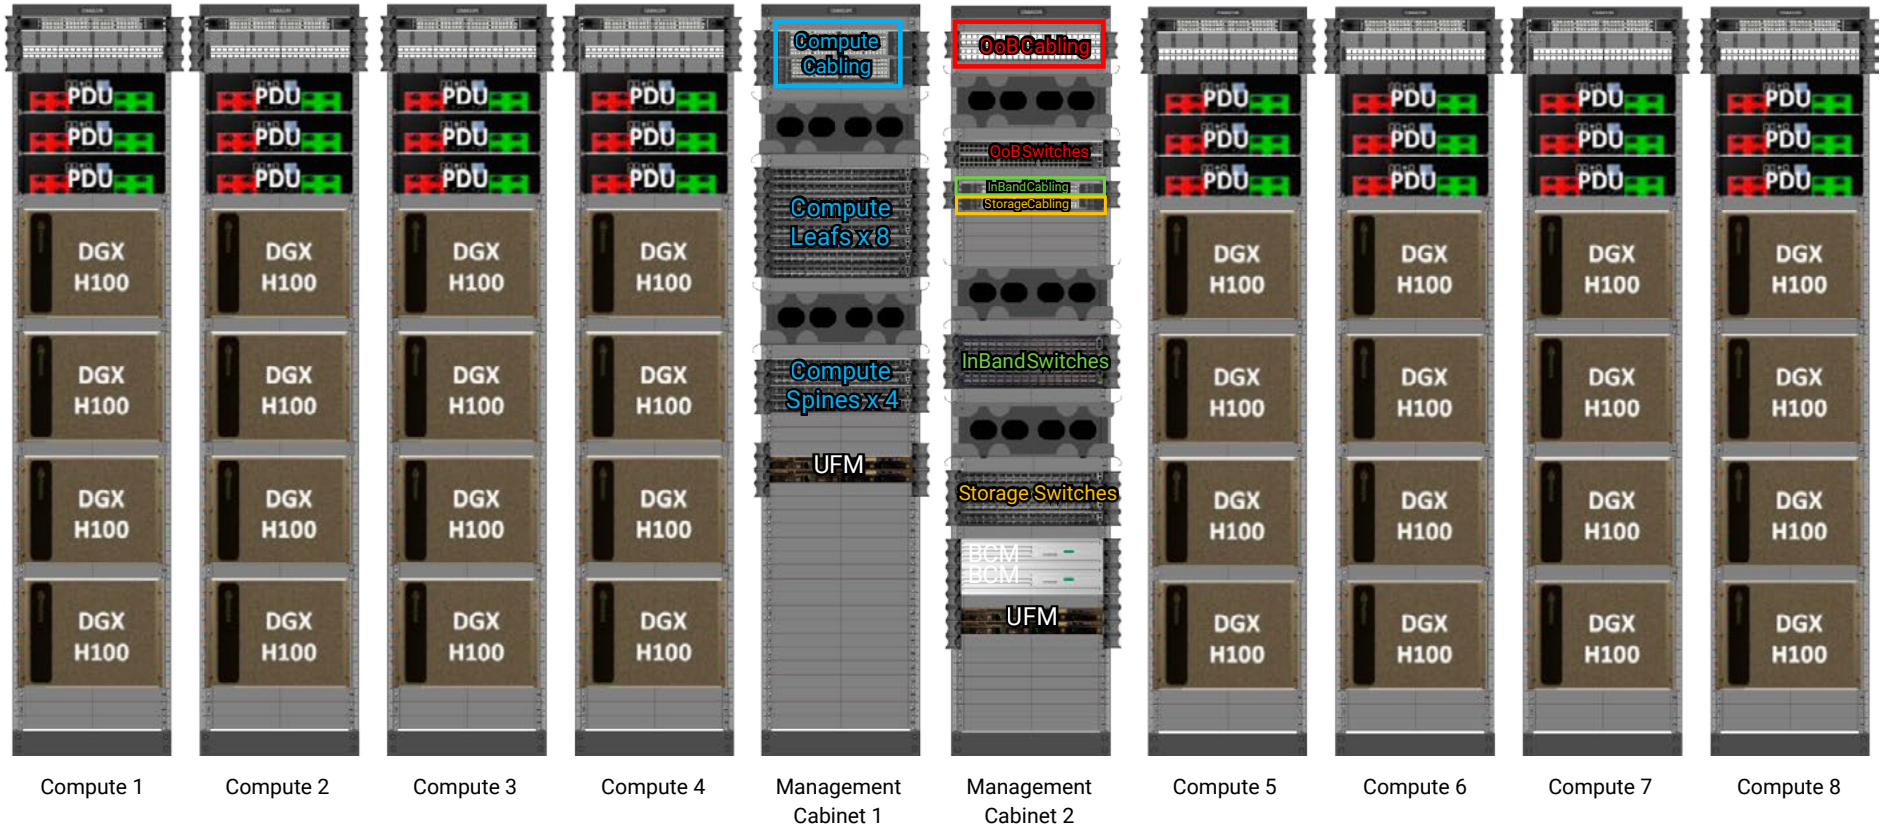 PDU
PDU
PDU
DGX
H100
DGX
H100
DGX
H100
DGX
H100
Compute 1
PDU
PDU
PDU
DGX
H100
DGX
H100
DGX
H100
DGX
H100
Compute 2
PDU
PDU
PDU
DGX
H100
DGX
H100
DGX
H100
DGX
H100
Compute 3
PDU
PDU
PDU
DGX
H100
DGX
H100
DGX
H100
DGX
H100
Compute 4
Compute
Cabling
Compute
Leafs x 8
Compute
Spines x 4
UFM
Management
Cabinet 1
OoBCabling
OoBSwitches
InBandCabling
StorageCabling
InBandSwitches
Storage Switches
BCM
BCM
UFM
Management
Cabinet 2
PDU
PDU
PDU
DGX
H100
DGX
H100
DGX
H100
DGX
H100
Compute 5
PDU
PDU
PDU
DGX
H100
DGX
H100
DGX
H100
DGX
H100
Compute 6
PDU
PDU
PDU
DGX
H100
DGX
H100
DGX
H100
DGX
H100
Compute 7
PDU
PDU
PDU
DGX
H100
DGX
H100
DGX
H100
DGX
H100
Compute 8